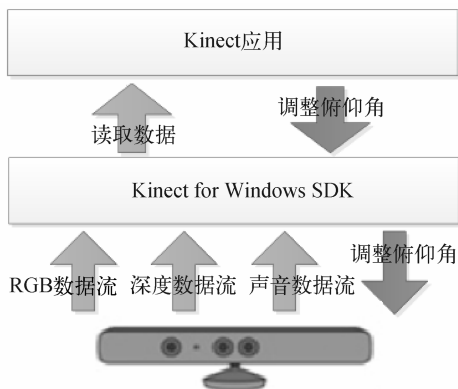 Kinect应用
读取数据
调整俯仰角
Kinect for Windows SDK
RGB数据流
深度数据流
声音数据流
调整俯仰角